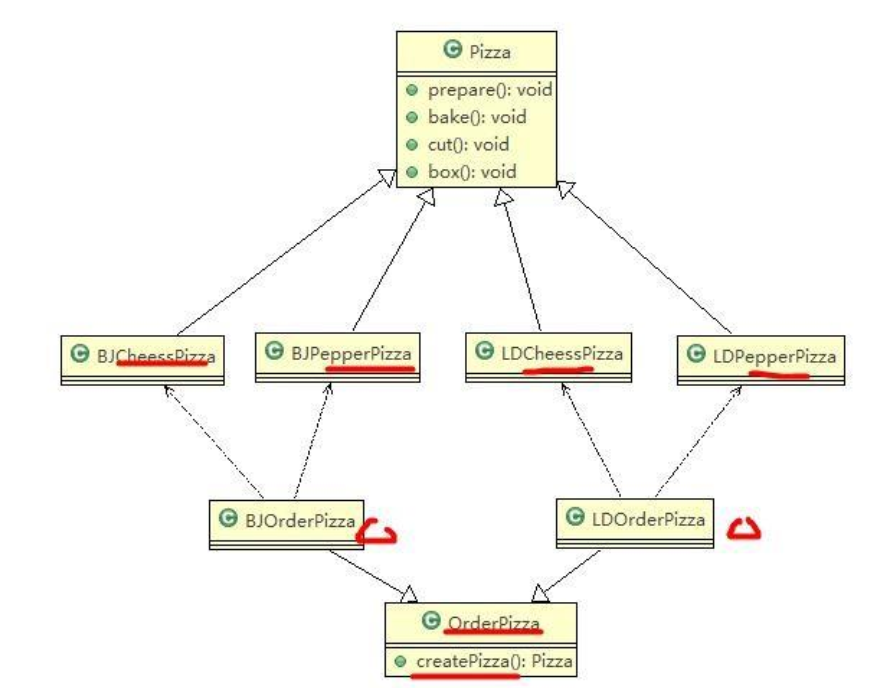 Pizza
prepare(): void
bake(): void
cut(): void
box(): void
BJCheessPizza
BJPepperPizza
LDCheessPizza
LDPepperPizza
BJOrderPizza
LDOrderPizza
OrderPizza
createPizza(): Pizza